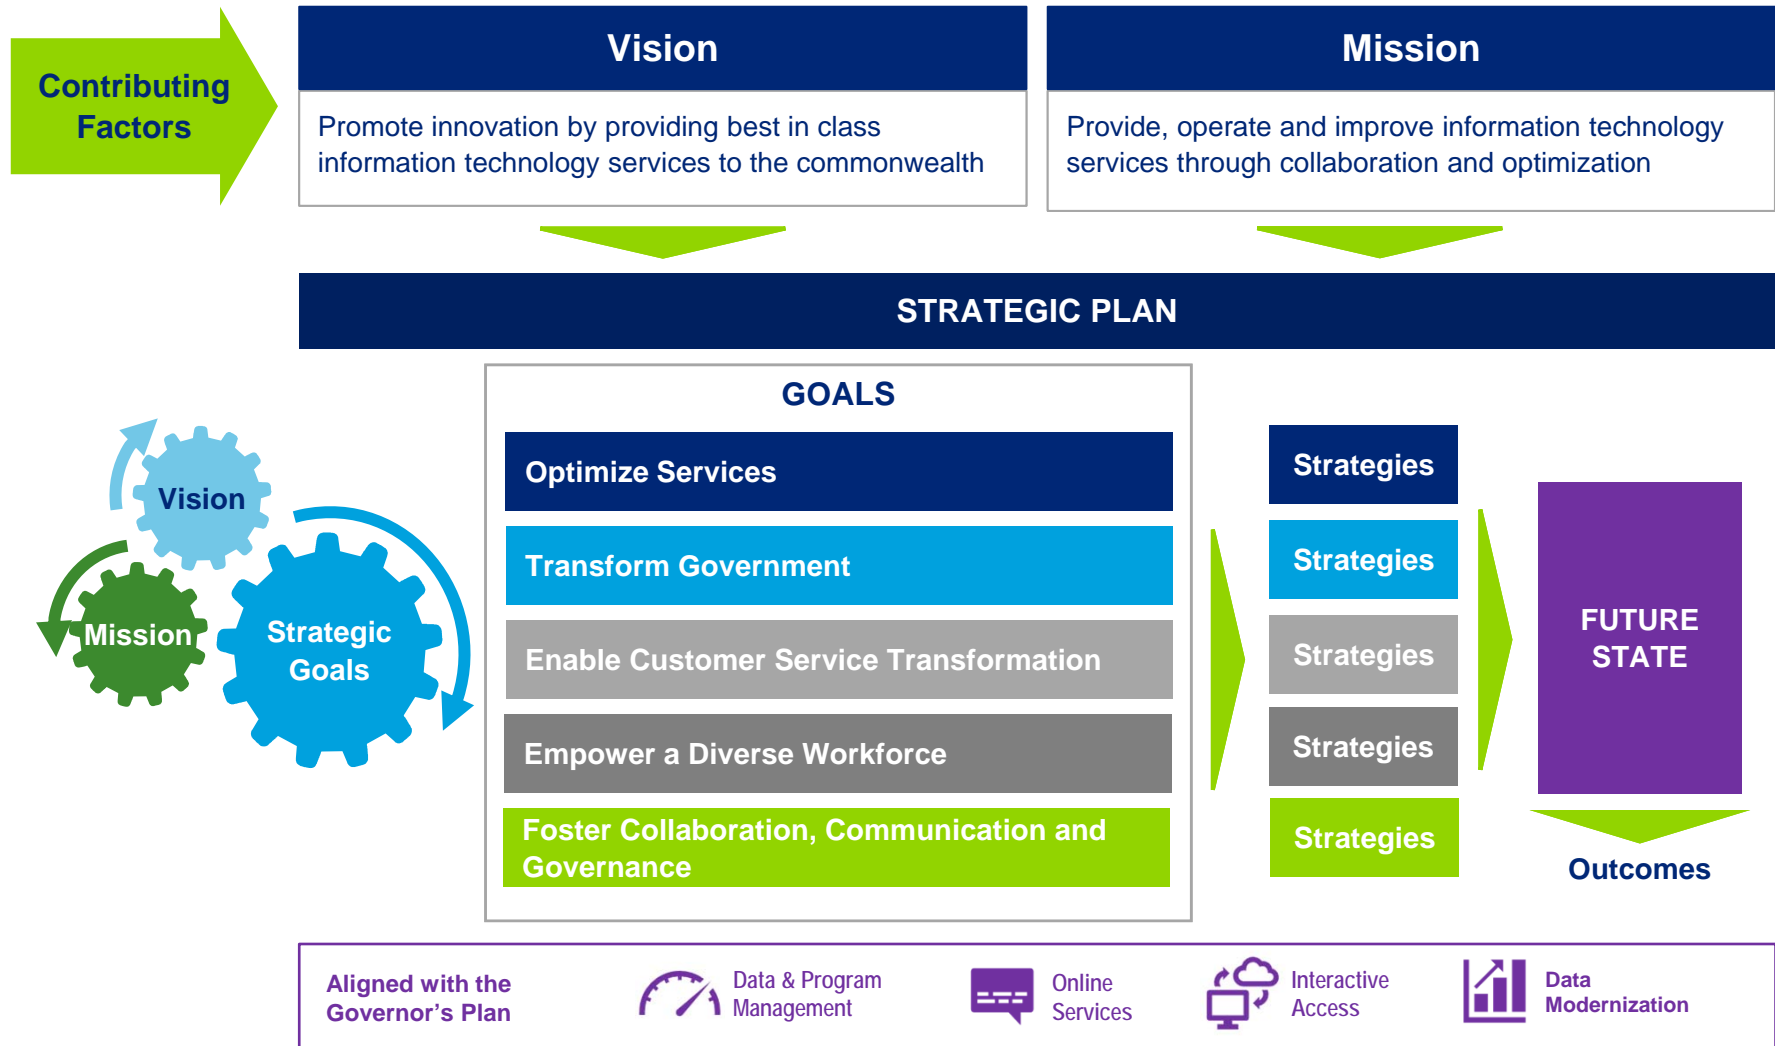 Contributing
Factors
Vision
Promote innovation by providing best in class
information technology services to the commonwealth
Mission
Provide, operate and improve information technology
services through collaboration and optimization
STRATEGIC PLAN
Vision
Mission
Strategic
Goals
GOALS
Optimize Services
Transform Government
Enable Customer Service Transformation
Empower a Diverse Workforce
Foster Collaboration, Communication and
Governance
Strategies
Strategies
Strategies
Strategies
Strategies
FUTURE
STATE
Outcomes
Aligned with the
Governor’s Plan
Data & Program
Management
Online
Services
Interactive
Access
Data
Modernization